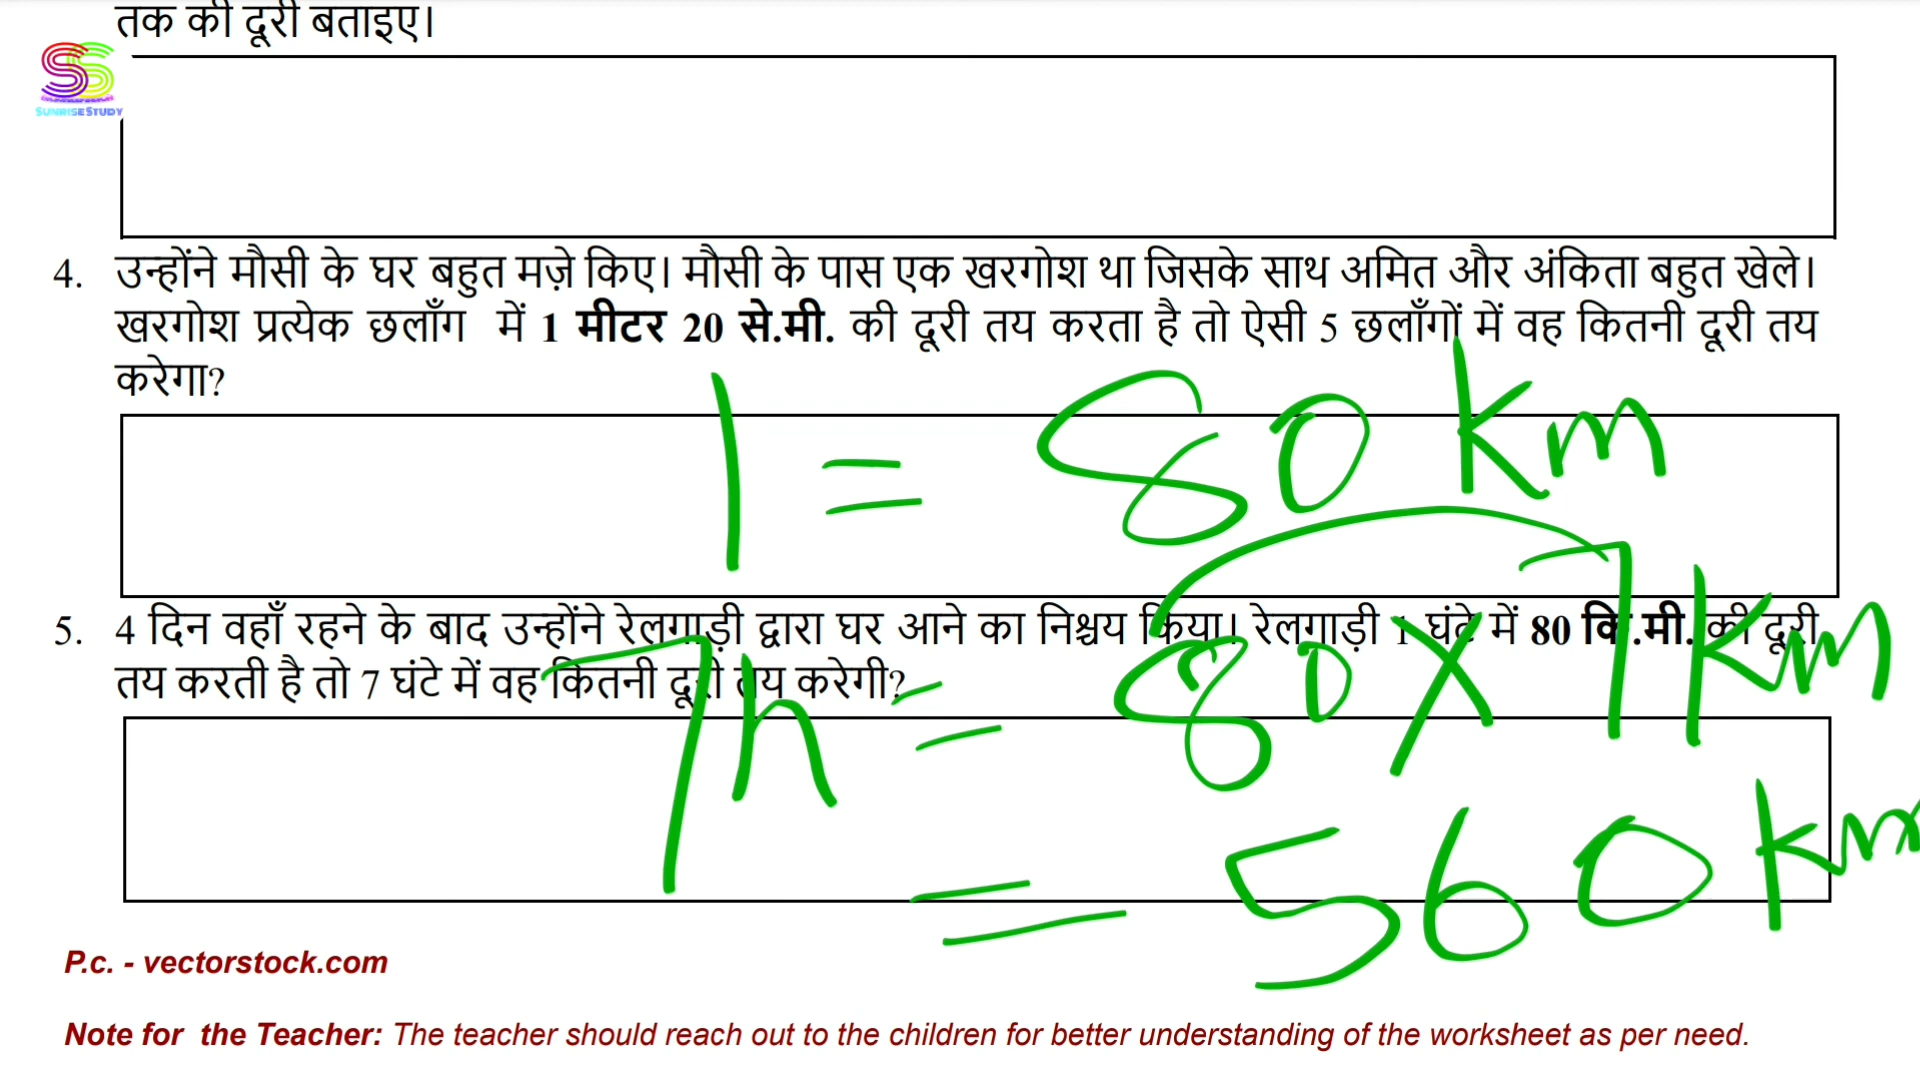 तक की दूरी बताइए।
SS
SUNRISE STUDY
4. उन्होंने मौसी के घर बहुत मज़े किए। मौसी के पास एक खरगोश था जिसके साथ अमित और अंकिता बहुत खेले।
खरगोश प्रत्येक छलाँग में 1 मीटर 20 से.मी. की दूरी तय करता है तो ऐसी 5 छलाँगों में वह कितनी दूरी तय
करेगा?
1 = 80 km
5. 4 दिन वहाँ रहने के बाद उन्होंने रेलगाड़ी द्वारा घर आने का निश्चय किया। रेलगाड़ी 1 घंटे में 80 कि.मी. की दूरी
तय करती है तो 7 घंटे में वह कितनी दूरी तय करेगी?
7h = 80 x 7 km
= 560 km
P.c. - vectorstock.com
Note for the Teacher: The teacher should reach out to the children for better understanding of the worksheet as per need.